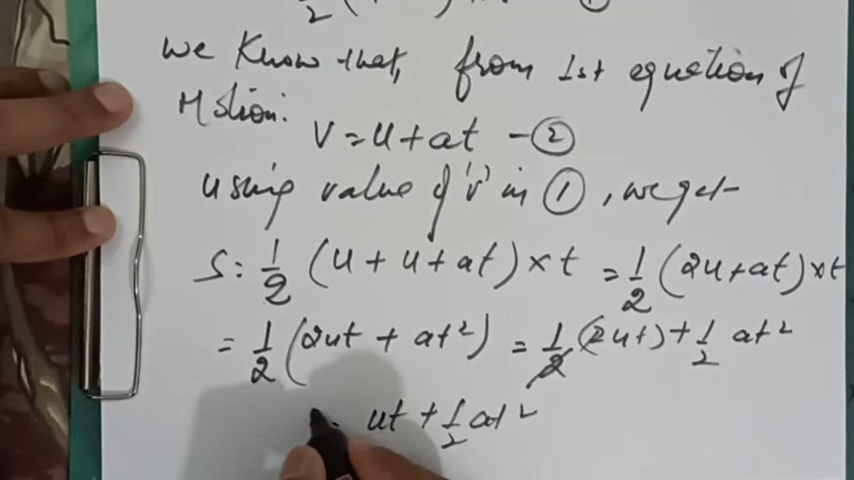 we know that, from 1st equation of
Motion:
V = u + at - ②
using value of 'v' in ①, we get -
S = 1/2 (u + u + at) × t = 1/2 (2u + at) × t
= 1/2 (2ut + at²) = 1/2 (2ut) + 1/2 at²
ut + 1/2 at²